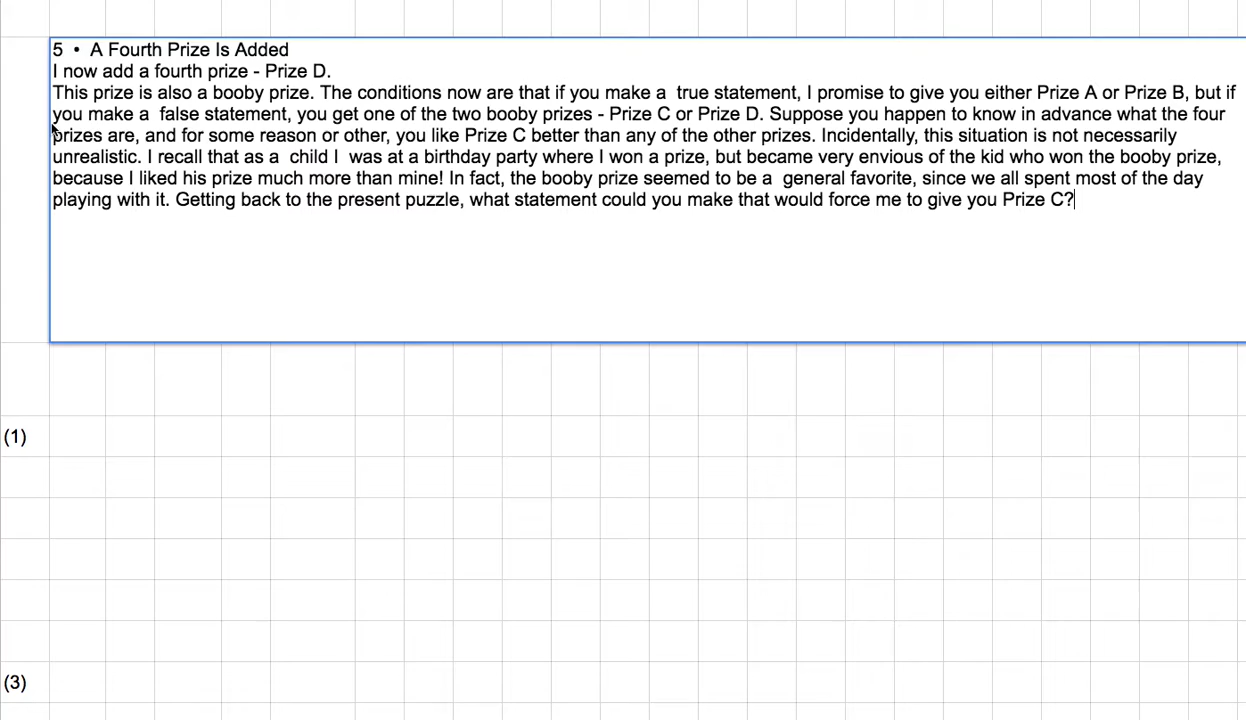 5 • A Fourth Prize Is Added
I now add a fourth prize - Prize D.
This prize is also a booby prize. The conditions now are that if you make a  true statement, I promise to give you either Prize A or Prize B, but if
you make a  false statement, you get one of the two booby prizes - Prize C or Prize D. Suppose you happen to know in advance what the four
prizes are, and for some reason or other, you like Prize C better than any of the other prizes. Incidentally, this situation is not necessarily
unrealistic. I recall that as a  child I  was at a birthday party where I won a prize, but became very envious of the kid who won the booby prize,
because I liked his prize much more than mine! In fact, the booby prize seemed to be a  general favorite, since we all spent most of the day
playing with it. Getting back to the present puzzle, what statement could you make that would force me to give you Prize C?
(1)
(3)